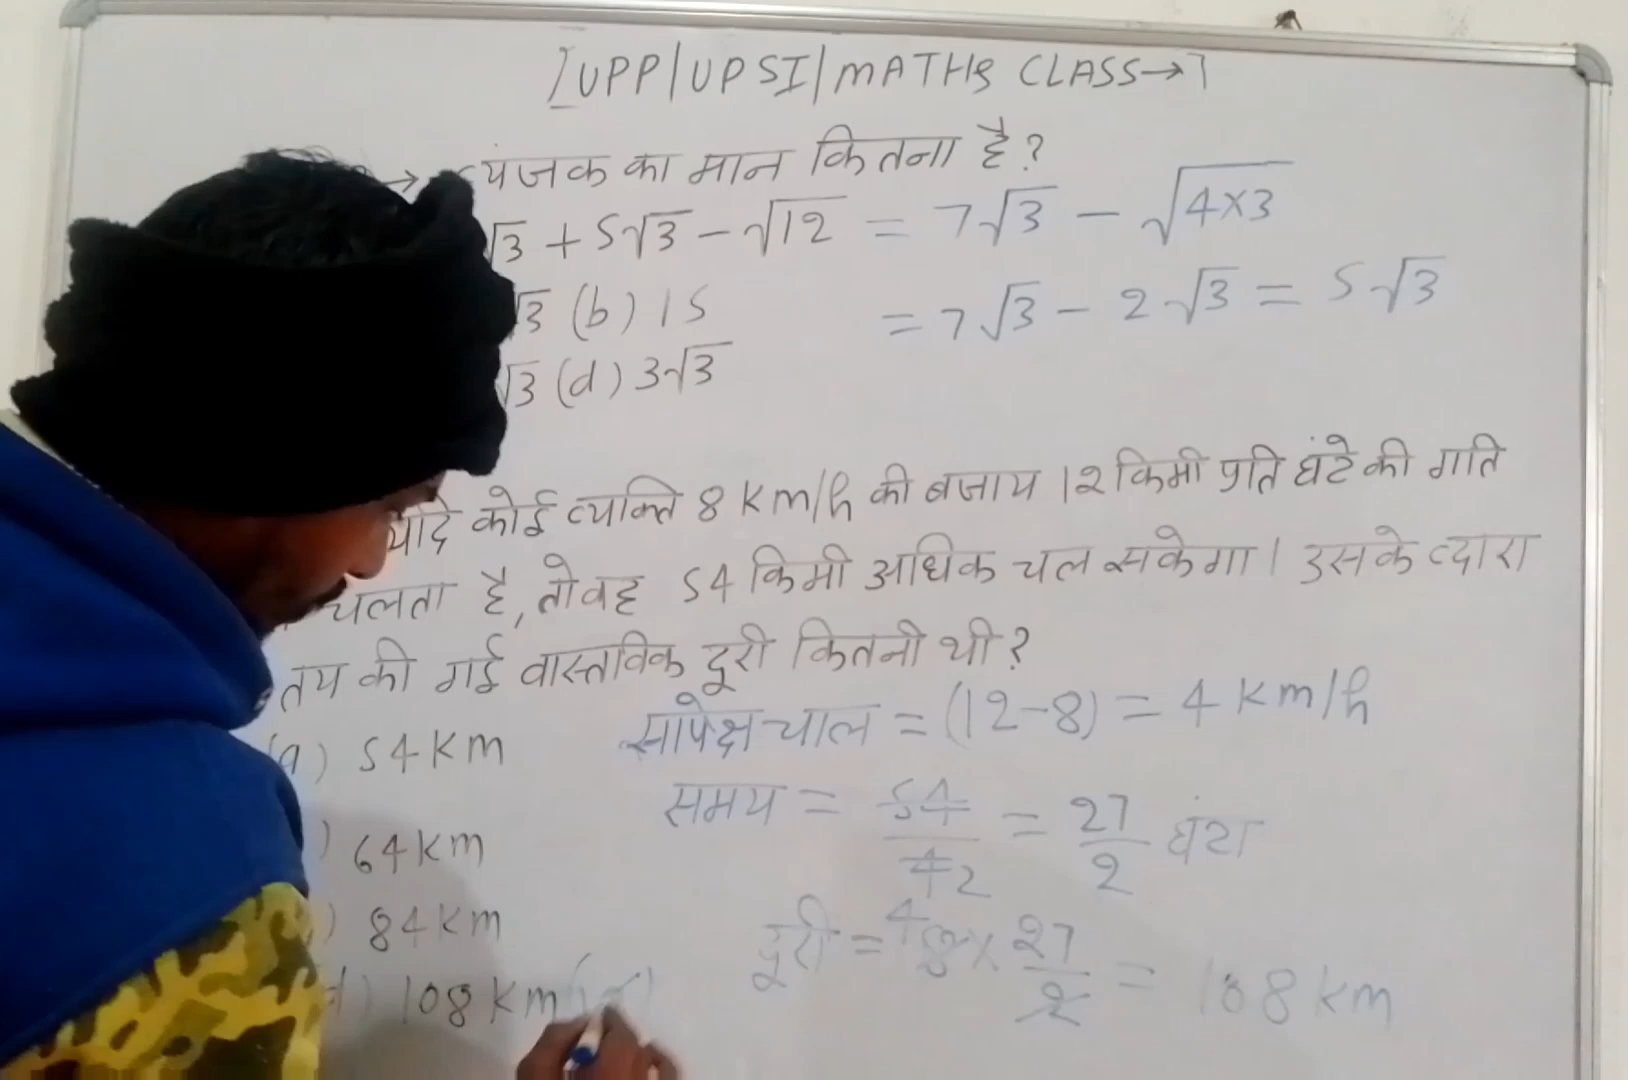 [UPP|UPSI|MATHS CLASS→]
→ व्यंजक का मान कितना है?
√3 + 5√3 - √12 = 7√3 - √4×3
√3 (b) 15
= 7√3 - 2√3 = 5√3
√3 (d) 3√3
यदि कोई व्यक्ति 8 Km/h की बजाय 12 किमी प्रति घंटे की गति
चलता है, तो वह 54 किमी अधिक चल सकेगा। उसके व्दारा
तय की गई वास्तविक दूरी कितनी थी?
सापेक्ष चाल = (12-8) = 4 Km/h
(a) 54 Km
समय = 54/4 2 = 27/2 घंटा
) 64 Km
) 84 Km
दूरी = 4 8 × 27/2 = 108 Km
d) 108 Km (✓)